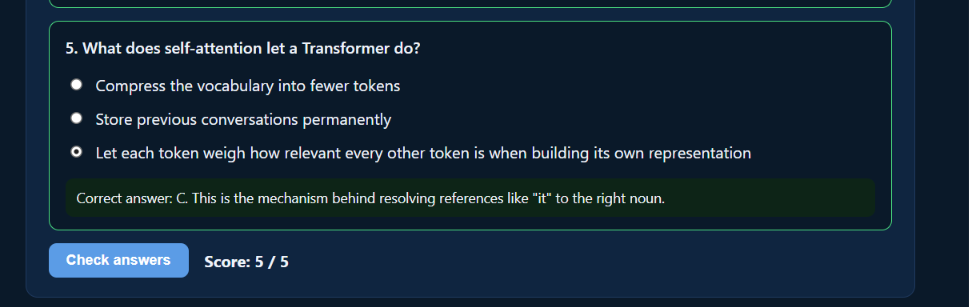 5. What does self-attention let a Transformer do?
Compress the vocabulary into fewer tokens
Store previous conversations permanently
Let each token weigh how relevant every other token is when building its own representation
Correct answer: C. This is the mechanism behind resolving references like "it" to the right noun.
Check answers
Score: 5 / 5